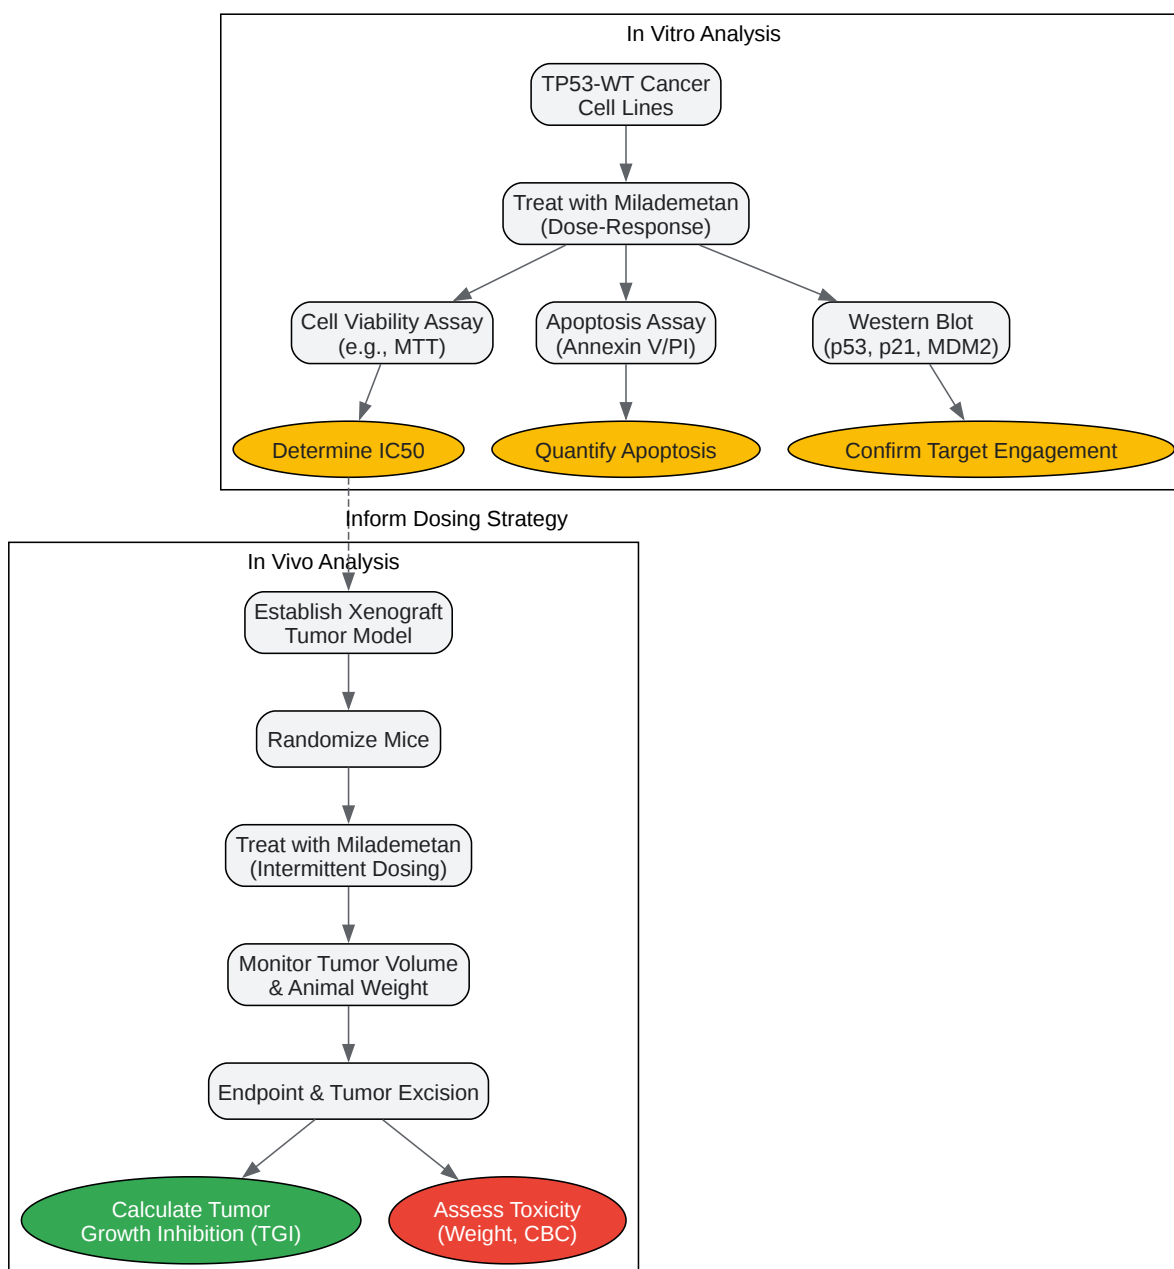 In Vitro Analysis
TP53-WT Cancer
Cell Lines
Treat with Milademetan
(Dose-Response)
Cell Viability Assay
(e.g., MTT)
Apoptosis Assay
(Annexin V/PI)
Western Blot
(p53, p21, MDM2)
Determine IC50
Quantify Apoptosis
Confirm Target Engagement
Inform Dosing Strategy
In Vivo Analysis
Establish Xenograft
Tumor Model
Randomize Mice
Treat with Milademetan
(Intermittent Dosing)
Monitor Tumor Volume
& Animal Weight
Endpoint & Tumor Excision
Calculate Tumor
Growth Inhibition (TGI)
Assess Toxicity
(Weight, CBC)